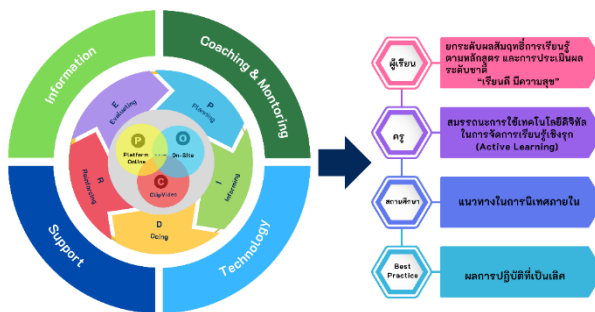 Information
Coaching & Montoring
Support
Technology
P
Planning
I
Informing
D
Doing
R
Reinforcing
E
Evaluating
P
Platform
Online
O
On-Site
C
ClipVideo
ผู้เรียน
ยกระดับผลสัมฤทธิ์การเรียนรู้
ตามหลักสูตร และการประเมินผล
ระดับชาติ
“เรียนดี มีความสุข”
ครู
สมรรถนะการใช้เทคโนโลยีดิจิทัล
ในการจัดการเรียนรู้เชิงรุก
(Active Learning)
สถานศึกษา
แนวทางในการนิเทศภายใน
Best
Practice
ผลการปฏิบัติที่เป็นเลิศ